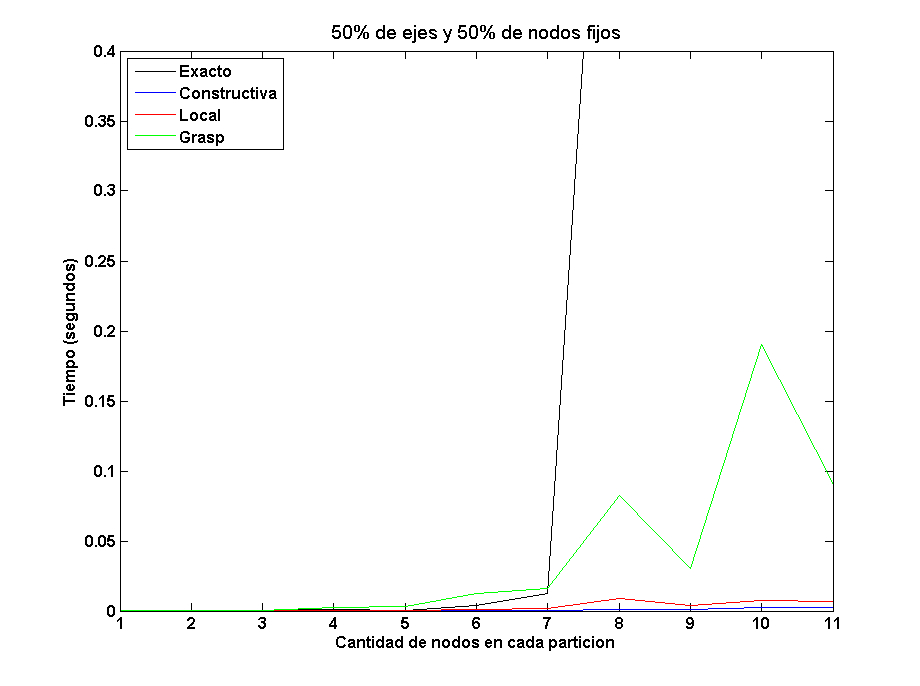 50% de ejes y 50% de nodos fijos
0.4
0.35
0.3
0.25
0.2
0.15
0.1
0.05
0
Exacto
Constructiva
Local
Grasp
Tiempo (segundos)
1 2 3 4 5 6 7 8 9 10 11
Cantidad de nodos en cada particion